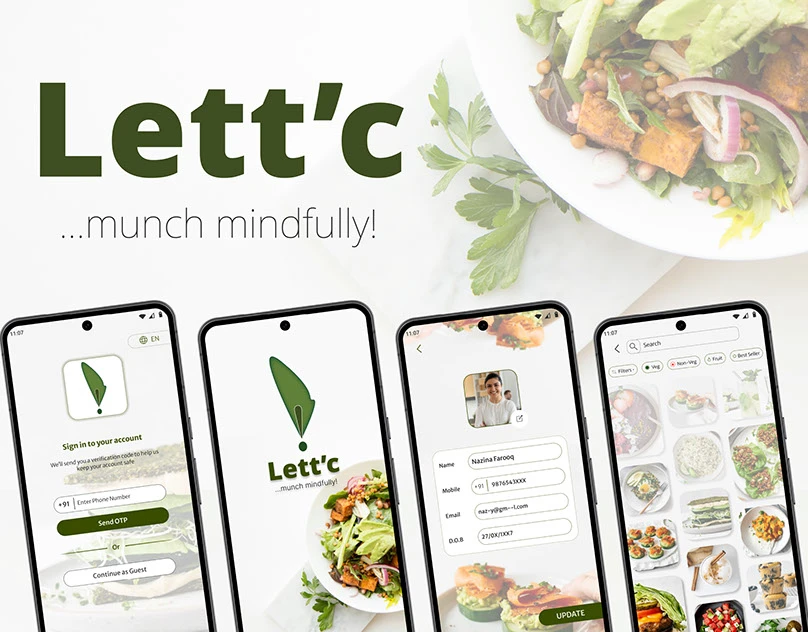 Lett'c
...munch mindfully!
11:07
EN
Sign in to your account
We'll send you a verification code to help us
keep your account safe
+91 Enter Phone Number
Send OTP
Or
Continue as Guest
Lett'c
...munch mindfully!
11:07
Name Nazina Farooq
Mobile +91 9876543XXX
Email naz-y@gm--l.com
D.O.B 27/0X/1XX7
UPDATE
11:07
Search
Filters Veg Non-Veg Fruit Best Seller